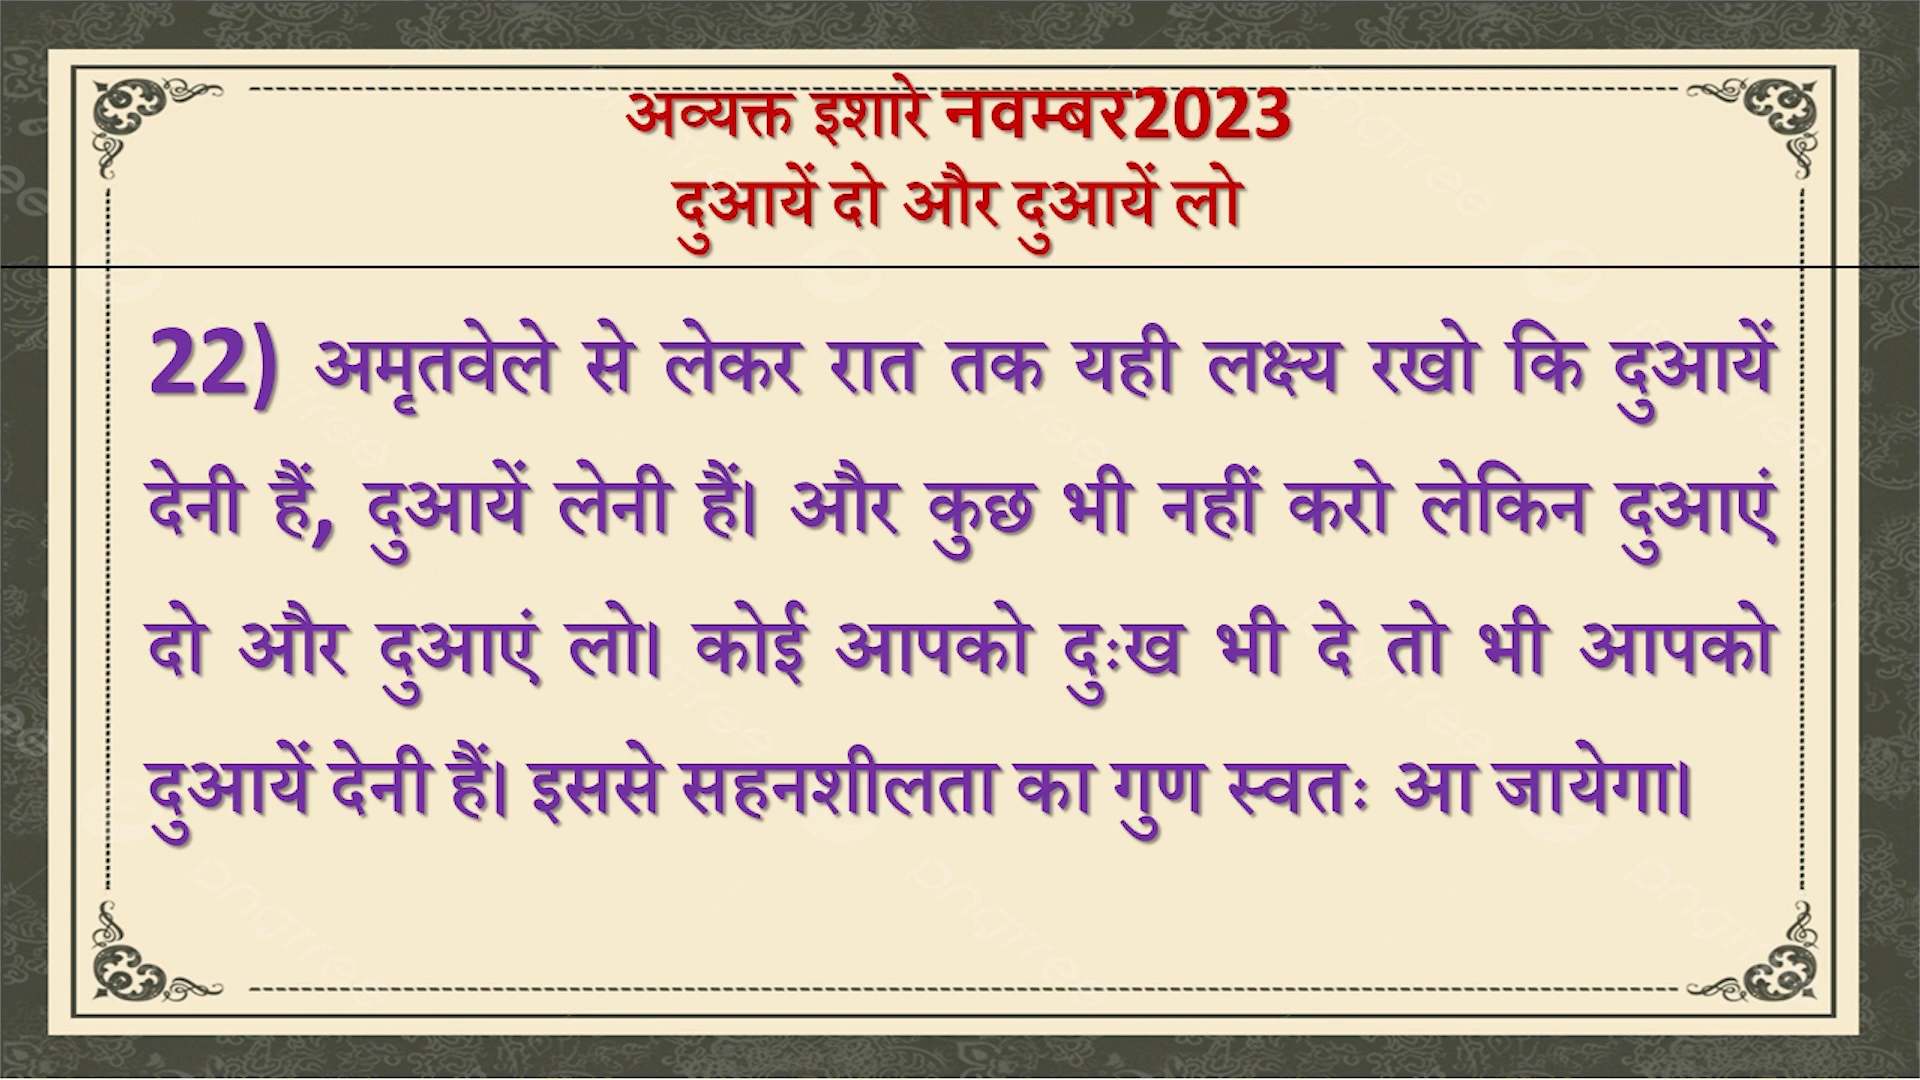 अव्यक्त इशारे नवम्बर2023
दुआयें दो और दुआयें लो
22) अमृतवेले से लेकर रात तक यही लक्ष्य रखो कि दुआयें
देनी हैं, दुआयें लेनी हैं। और कुछ भी नहीं करो लेकिन दुआएं
दो और दुआएं लो। कोई आपको दुःख भी दे तो भी आपको
दुआयें देनी हैं। इससे सहनशीलता का गुण स्वतः आ जायेगा।